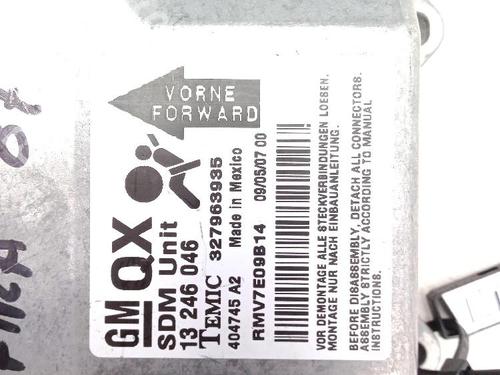 VORNE
FORWARD
GM QX
SDM Unit
13 246 046
TEMIC 327963935
404745 A2 Made in Mexico
09/05/07 00
RMV7E09B14
VOR DEMONTAGE ALLE STECKVERBINDUNGEN LOESEN.
MONTAGE NUR NACH EINBAUANLEITUNG.
BEFORE DISASSEMBLY, DETACH ALL CONNECTORS.
ASSEMBLY STRICTLY ACCORDING TO MANUAL
INSTRUCTIONS.